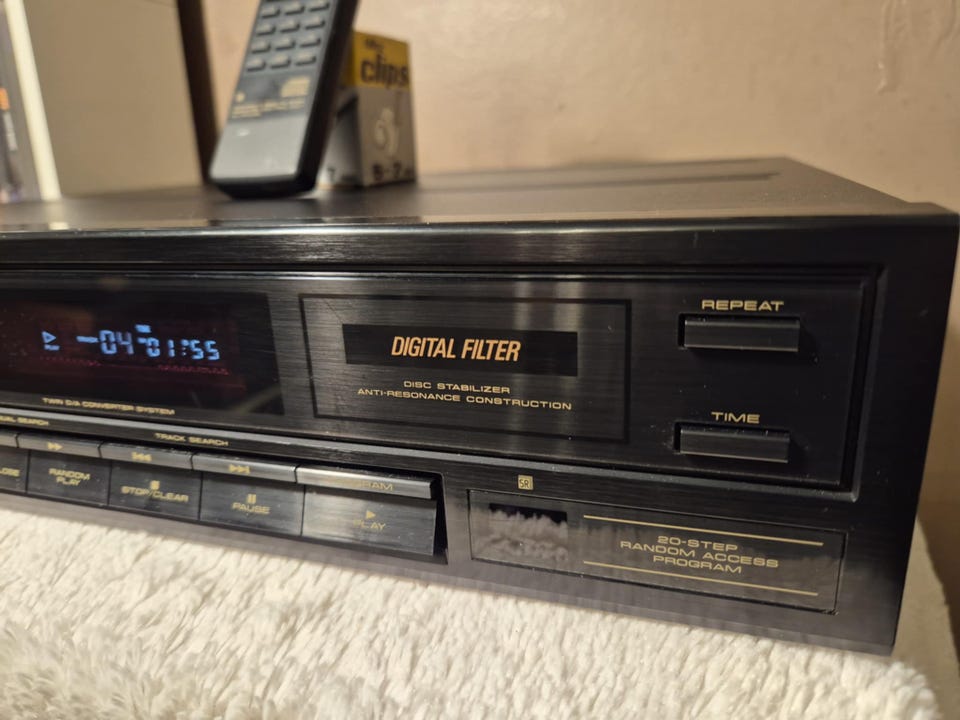 clips
04 01:55
DIGITAL FILTER
DISC STABILIZER
ANTI-RESONANCE CONSTRUCTION
REPEAT
TIME
TWIN D/A CONVERTER SYSTEM
TRACK SEARCH
RANDOM
PLAY
STOP/CLEAR
PAUSE
PLAY
SR
20-STEP
RANDOM ACCESS
PROGRAM